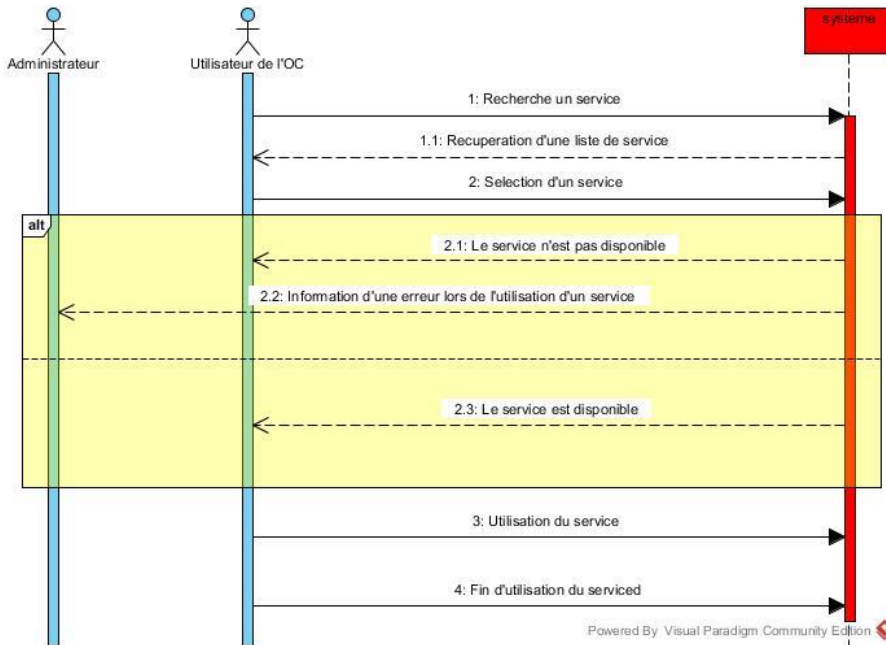 systeme
Administrateur
Utilisateur de l'OC
1: Recherche un service
1.1: Recuperation d'une liste de service
2: Selection d'un service
alt
2.1: Le service n'est pas disponible
2.2: Information d'une erreur lors de l'utilisation d'un service
2.3: Le service est disponible
3: Utilisation du service
4: Fin d'utilisation du serviced
Powered By Visual Paradigm Community Edition